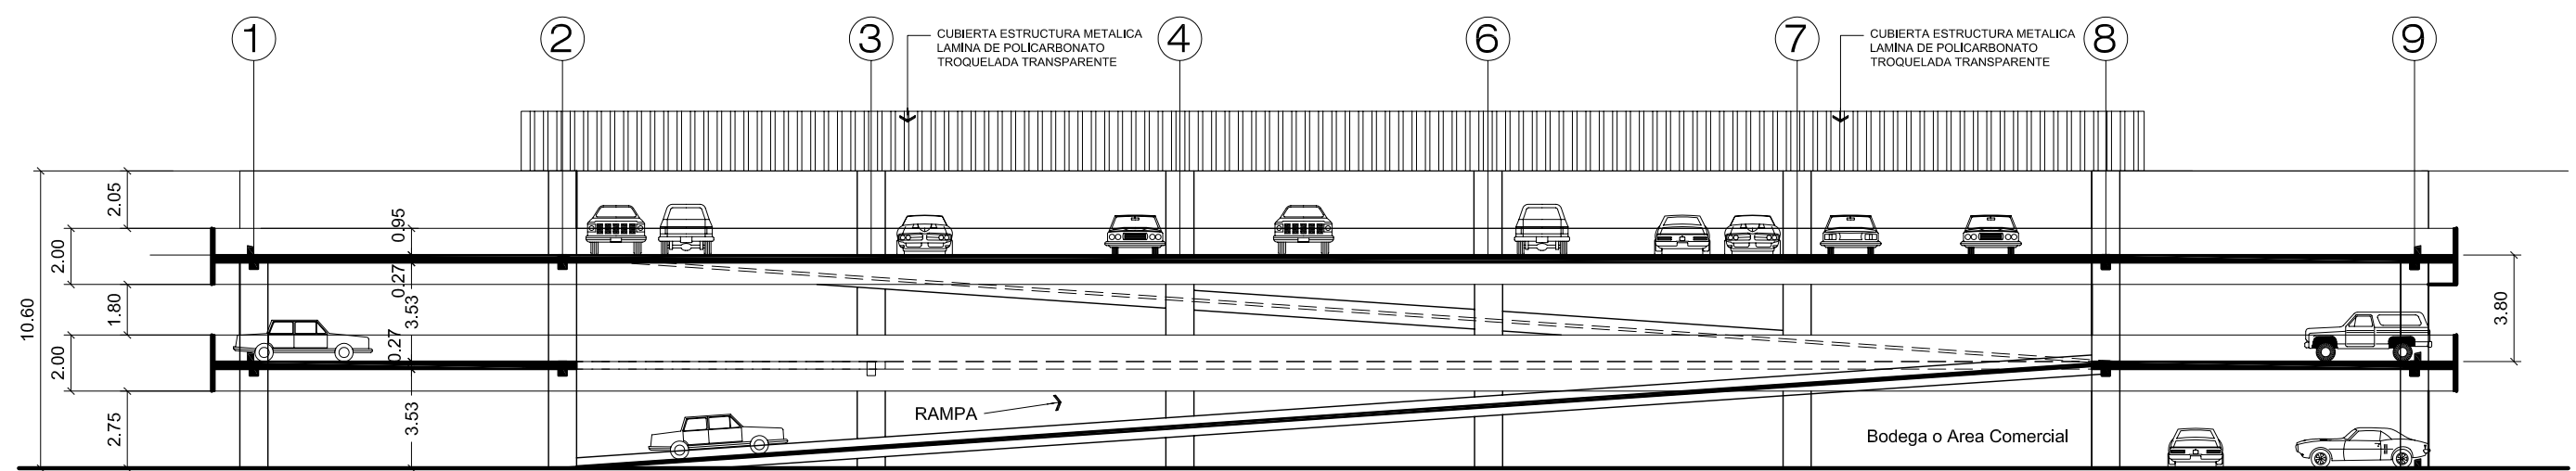 1
2
3
4
6
7
8
9
CUBIERTA ESTRUCTURA METALICA
LAMINA DE POLICARBONATO
TROQUELADA TRANSPARENTE
CUBIERTA ESTRUCTURA METALICA
LAMINA DE POLICARBONATO
TROQUELADA TRANSPARENTE
10.60
2.05
2.00
1.80
2.00
2.75
0.95
0.27
3.53
0.27
3.53
3.80
RAMPA
Bodega o Area Comercial